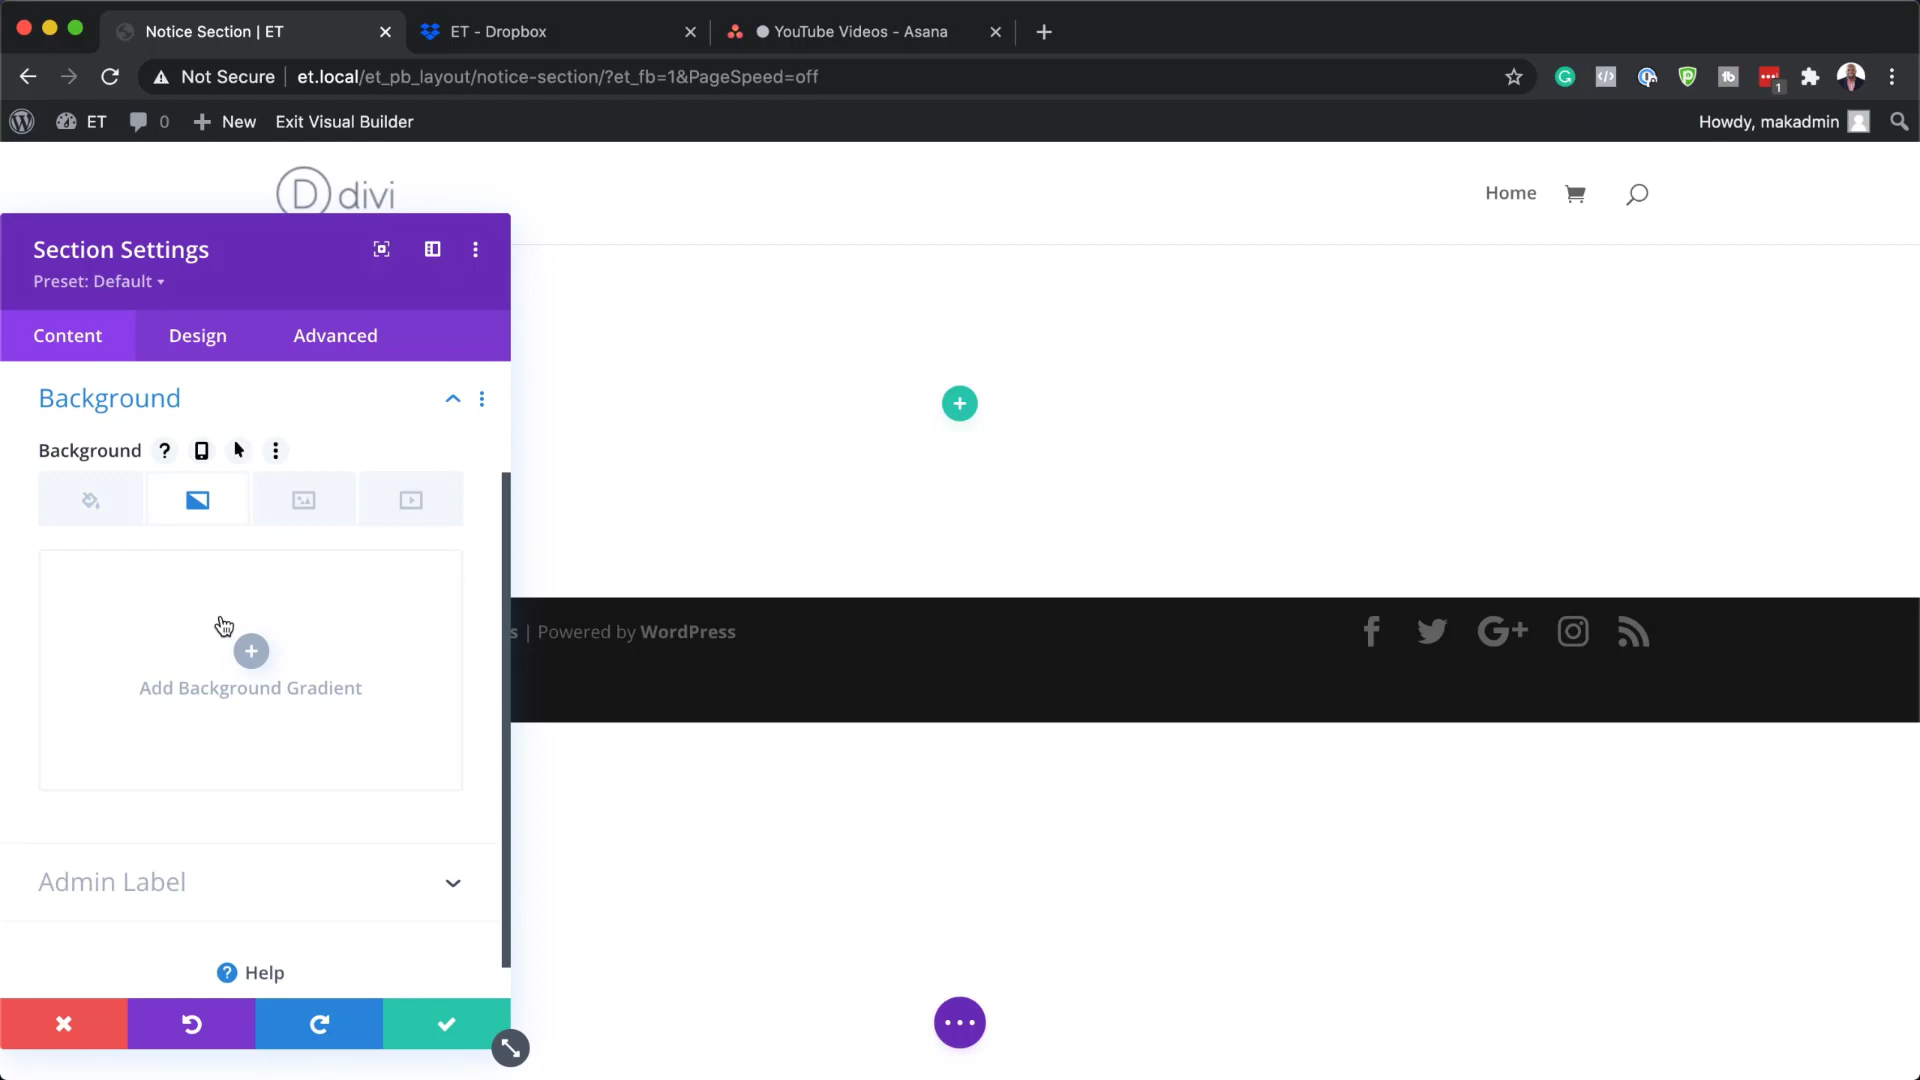 Notice Section | ET
ET - Dropbox
YouTube Videos - Asana
Not Secure
et.local/et_pb_layout/notice-section/?et_fb=1&PageSpeed=off
1
ET
0
New
Exit Visual Builder
Howdy, makadmin
D divi
Home
Section Settings
Preset: Default
Content
Design
Advanced
Background
Background
Add Background Gradient
s | Powered by WordPress
Admin Label
Help